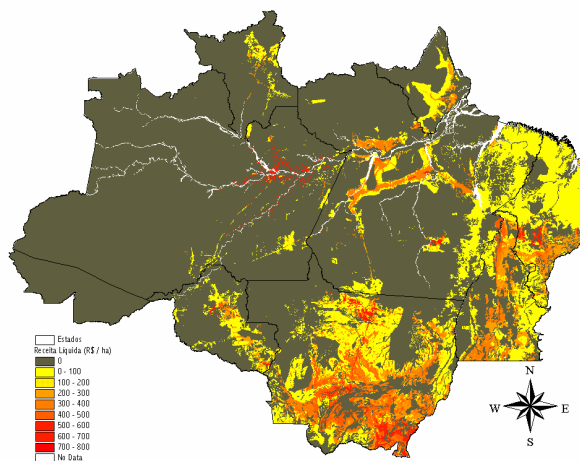 Estados
Receita Líquida (R$ / ha)
0
0 - 100
100 - 200
200 - 300
300 - 400
400 - 500
500 - 600
600 - 700
700 - 800
No Data
N
W
E
S